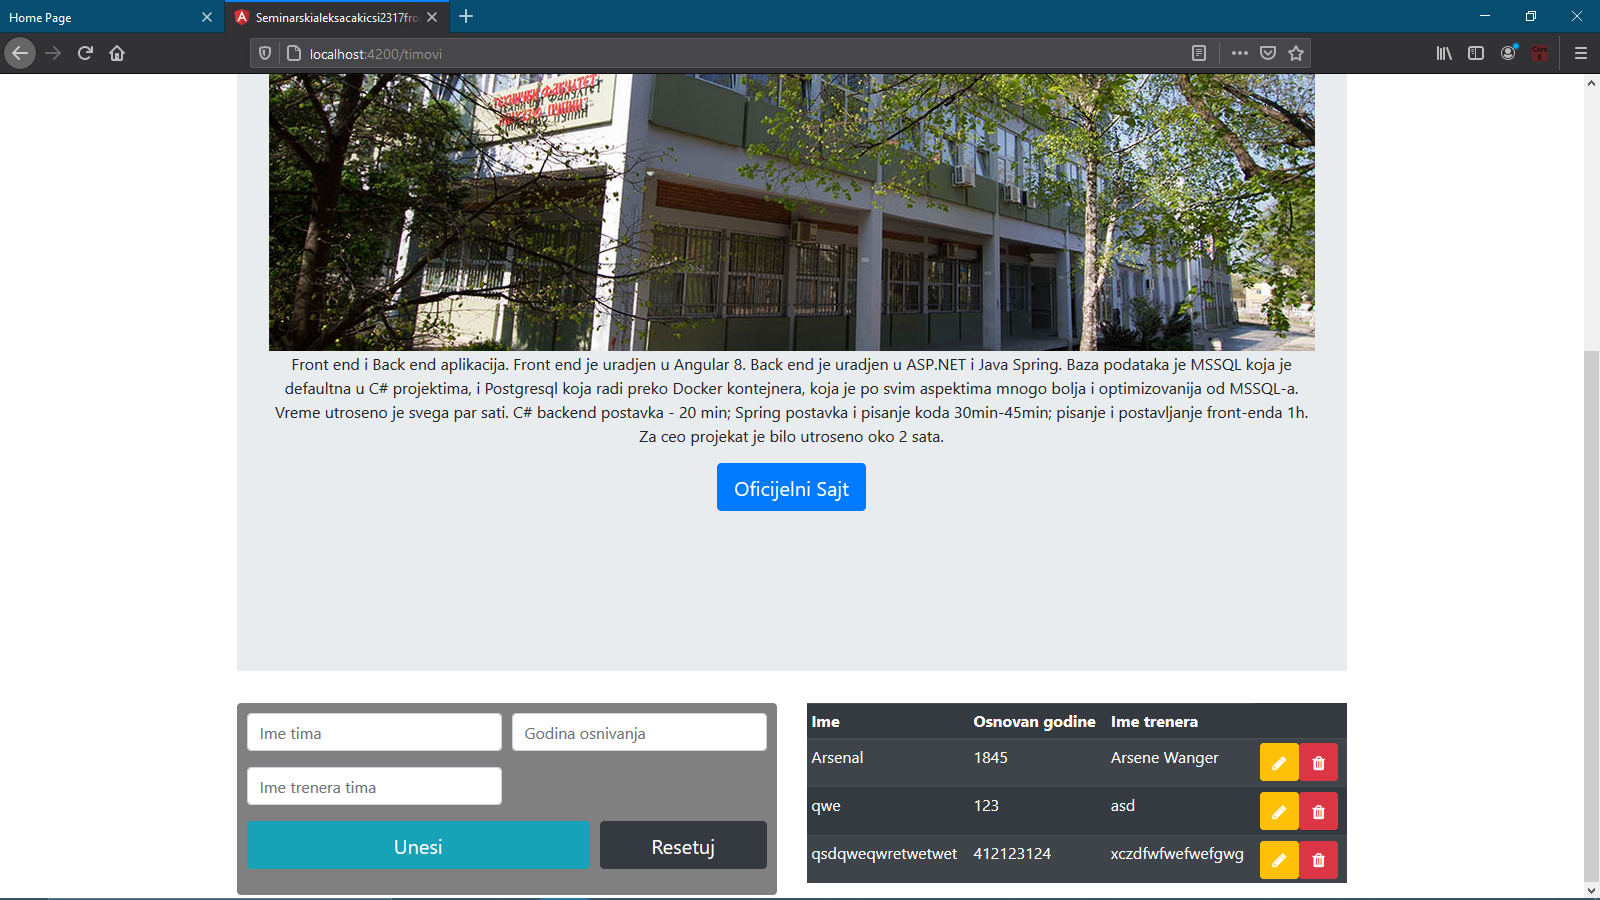 Home Page
Seminarskialeksacakicsi2317fro
localhost:4200/timovi
ТЕХНИЧКИ ФАКУЛТЕТ
Front end i Back end aplikacija. Front end je uradjen u Angular 8. Back end je uradjen u ASP.NET i Java Spring. Baza podataka je MSSQL koja je
defaultna u C# projektima, i Postgresql koja radi preko Docker kontejnera, koja je po svim aspektima mnogo bolja i optimizovanija od MSSQL-a.
Vreme utroseno je svega par sati. C# backend postavka - 20 min; Spring postavka i pisanje koda 30min-45min; pisanje i postavljanje front-enda 1h.
Za ceo projekat je bilo utroseno oko 2 sata.
Oficijelni Sajt
Ime tima
Godina osnivanja
Ime trenera tima
Unesi
Resetuj
Ime Osnovan godine Ime trenera
Arsenal 1845 Arsene Wanger
qwe 123 asd
qsdqweqwretwetwet 412123124 xczdfwfwefwefgwg